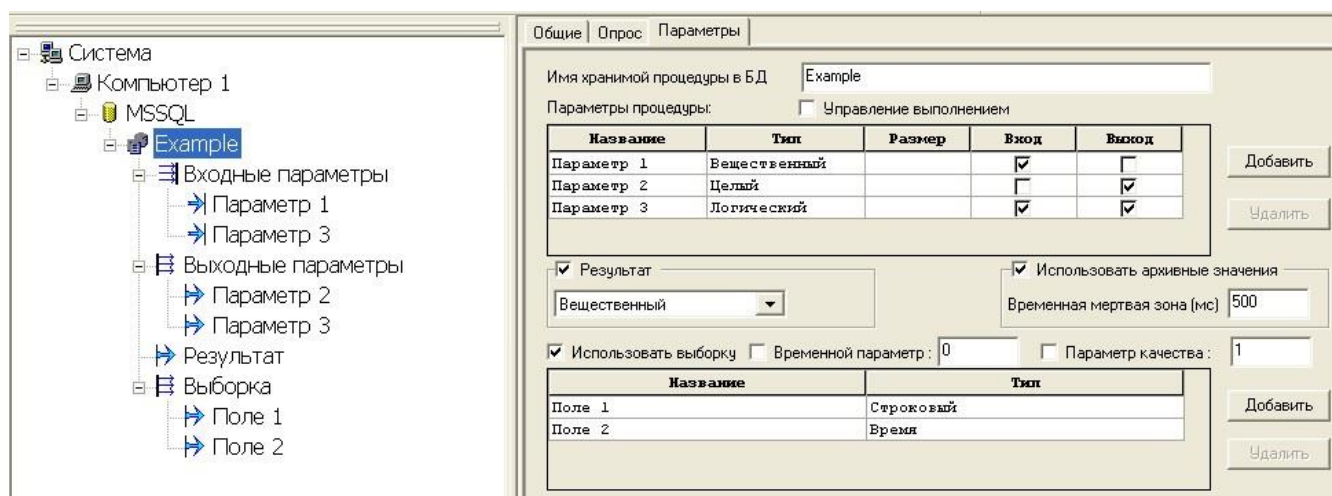 Система
Компьютер 1
MSSQL
Example
Входные параметры
Параметр 1
Параметр 3
Выходные параметры
Параметр 2
Параметр 3
Результат
Выборка
Поле 1
Поле 2
Общие Опрос Параметры
Имя хранимой процедуры в БД Example
Параметры процедуры: Управление выполнением
Название Тип Размер Вход Выход
Параметр 1 Вещественный
Параметр 2 Целый
Параметр 3 Логический
Добавить
Удалить
Результат
Вещественный
Использовать архивные значения
Временная мертвая зона (мс) 500
Использовать выборку Временной параметр : 0 Параметр качества : 1
Название Тип
Поле 1 Строковый
Поле 2 Время
Добавить
Удалить